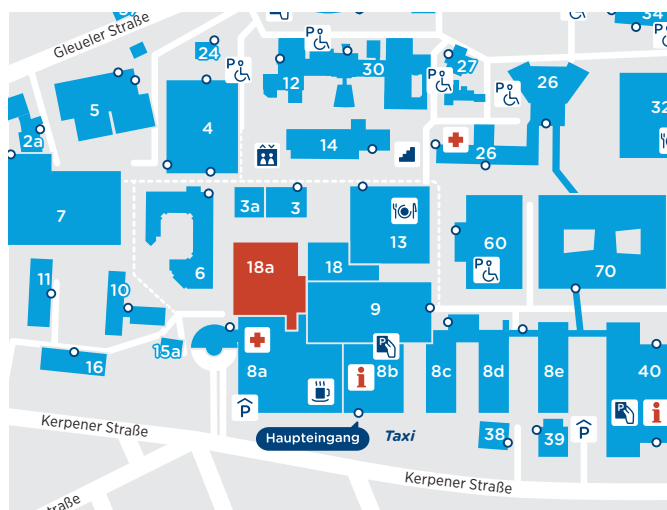 34
Gleueler Straße
24
P
30
P
27
P
12
26
P
5
4
32
2a
14
26
3a
3
7
13
60
6
18a
18
P
70
11
10
9
15a
P
16
8a
8b
8c
8d
8e
40
i
P
i
P
Kerpener Straße
Haupteingang
Taxi
38
39
P
Kerpener Straße
straße